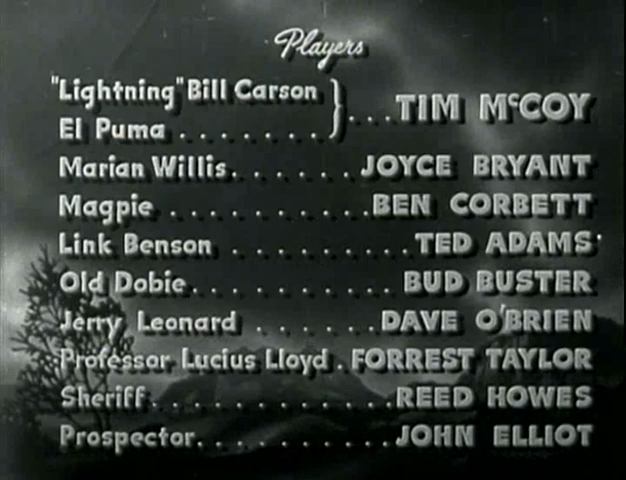 Players
"Lightning" Bill Carson
El Puma . . . . . . . } . . . TIM McCOY
Marian Willis . . . . . . JOYCE BRYANT
Magpie . . . . . . . . . . BEN CORBETT
Link Benson . . . . . . . . . TED ADAMS
Old Dobie . . . . . . . . . . BUD BUSTER
Jerry Leonard . . . . . . DAVE O'BRIEN
Professor Lucius Lloyd . FORREST TAYLOR
Sheriff . . . . . . . . . . . . REED HOWES
Prospector . . . . . . . . . . JOHN ELLIOT